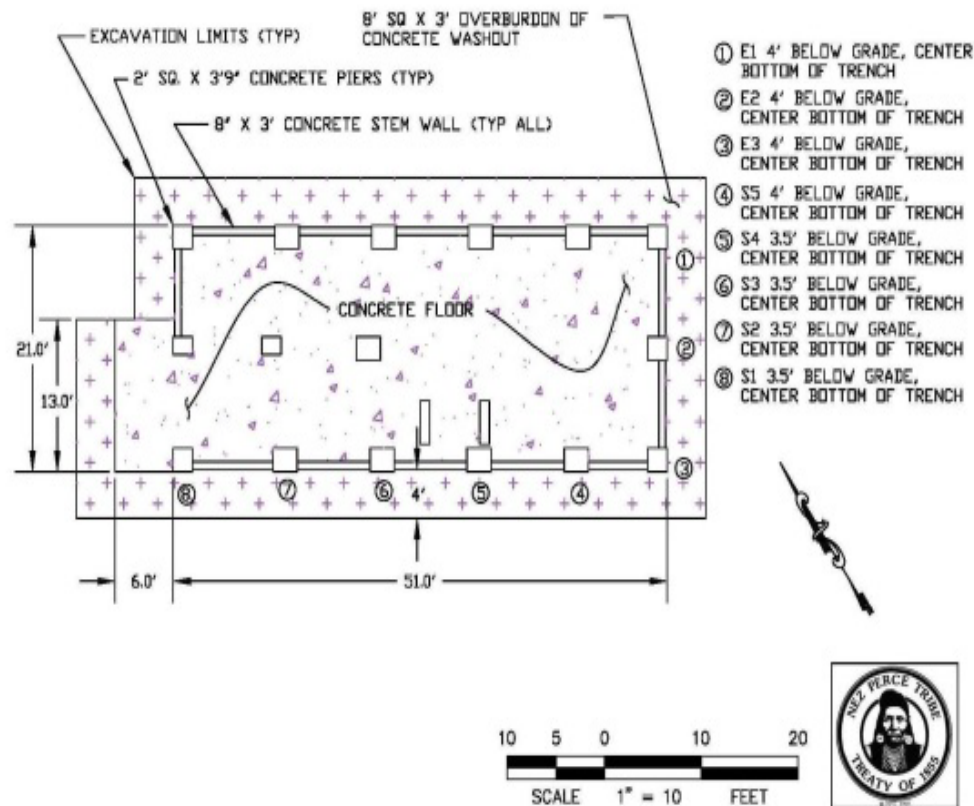 8' SQ X 3' OVERBURDON OF
CONCRETE WASHOUT
EXCAVATION LIMITS (TYP)
2' SQ. X 3'9" CONCRETE PIERS (TYP)
8" X 3' CONCRETE STEM WALL (TYP ALL)
① E1 4' BELOW GRADE, CENTER
BOTTOM OF TRENCH
② E2 4' BELOW GRADE,
CENTER BOTTOM OF TRENCH
③ E3 4' BELOW GRADE,
CENTER BOTTOM OF TRENCH
④ S5 4' BELOW GRADE,
CENTER BOTTOM OF TRENCH
⑤ S4 3.5' BELOW GRADE,
CENTER BOTTOM OF TRENCH
⑥ S3 3.5' BELOW GRADE,
CENTER BOTTOM OF TRENCH
⑦ S2 3.5' BELOW GRADE,
CENTER BOTTOM OF TRENCH
⑧ S1 3.5' BELOW GRADE,
CENTER BOTTOM OF TRENCH
①
CONCRETE FLOOR
21.0'
②
13.0'
③
⑧ ⑦ ⑥ 4' ⑤ ④
6.0' 51.0'
10 5 0 10 20
SCALE 1" = 10 FEET
NEZ PERCE TRIBE
TREATY OF 1855